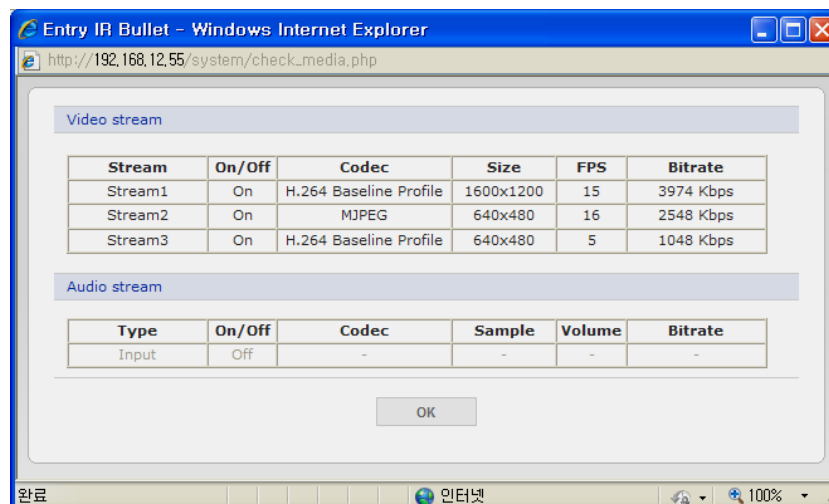 Entry IR Bullet - Windows Internet Explorer
http://192,168,12,55/system/check_media,php
Video stream
Stream On/Off Codec Size FPS Bitrate
Stream1 On H.264 Baseline Profile 1600x1200 15 3974 Kbps
Stream2 On MJPEG 640x480 16 2548 Kbps
Stream3 On H.264 Baseline Profile 640x480 5 1048 Kbps
Audio stream
Type On/Off Codec Sample Volume Bitrate
Input Off - - - -
OK
완료 인터넷 100%